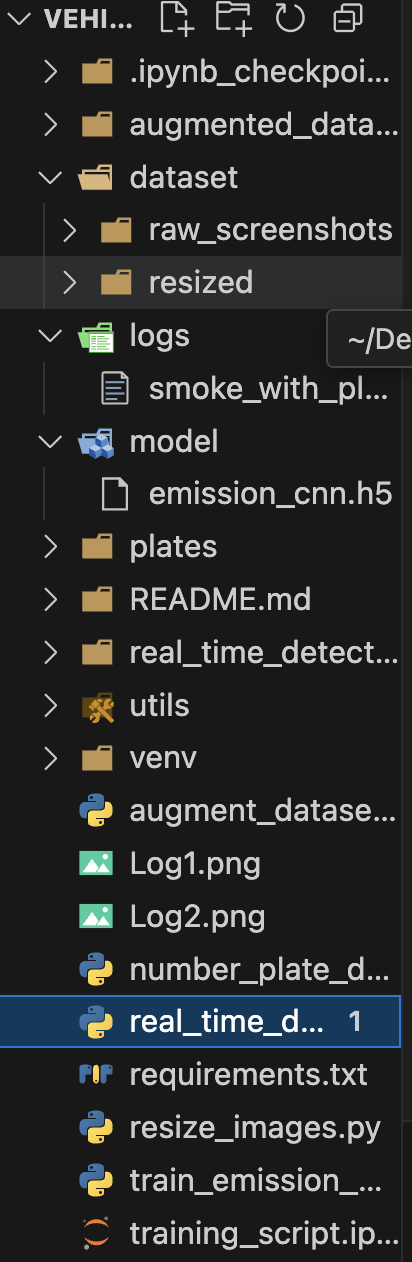 VEHI...
.ipynb_checkpoi...
augmented_data...
dataset
raw_screenshots
resized
logs
~/De
smoke_with_pl...
model
emission_cnn.h5
plates
README.md
real_time_detect...
utils
venv
augment_datase...
Log1.png
Log2.png
number_plate_d...
real_time_d... 1
requirements.txt
resize_images.py
train_emission_...
training_script.ip...